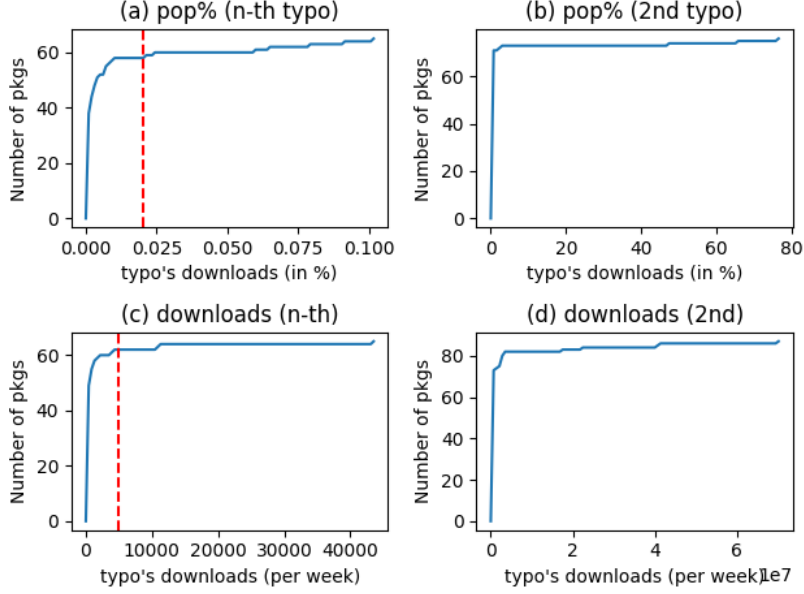 (a) pop% (n-th typo)
Number of pkgs
60
40
20
0
0.000 0.025 0.050 0.075 0.100
typo's downloads (in %)
(b) pop% (2nd typo)
Number of pkgs
60
40
20
0
0 20 40 60 80
typo's downloads (in %)
(c) downloads (n-th)
Number of pkgs
60
40
20
0
0 10000 20000 30000 40000
typo's downloads (per week)
(d) downloads (2nd)
Number of pkgs
80
60
40
20
0
0 2 4 6
typo's downloads (per week)
1e7